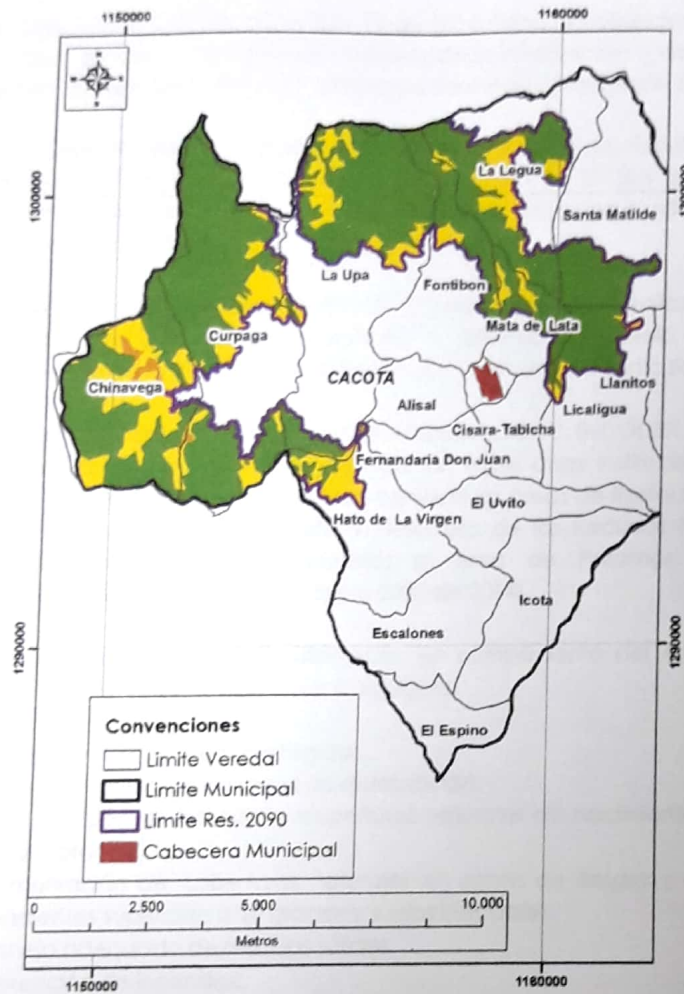 1150000
1160000
N
1300000
1300000
La Legua
Santa Matilde
La Upa
Fontibon
Curpaga
Mata de Lata
Chinavega
CACOTA
Llanitos
Alisal
Licaligua
Cisara-Tabicha
Fernandaria Don Juan
El Uvito
Hato de La Virgen
Icota
Escalones
1290000
1290000
El Espino
Convenciones
Limite Veredal
Limite Municipal
Limite Res. 2090
Cabecera Municipal
0 2.500 5.000 10.000
Metros
1150000
1160000